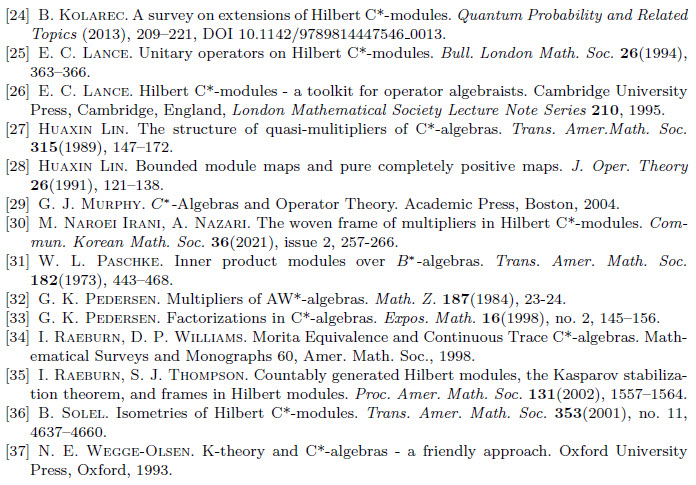 [24] B. Kolarec. A survey on extensions of Hilbert C*-modules. Quantum Probability and Related
Topics (2013), 209–221, DOI 10.1142/9789814447546_0013.
[25] E. C. Lance. Unitary operators on Hilbert C*-modules. Bull. London Math. Soc. 26(1994),
363–366.
[26] E. C. Lance. Hilbert C*-modules - a toolkit for operator algebraists. Cambridge University
Press, Cambridge, England, London Mathematical Society Lecture Note Series 210, 1995.
[27] Huaxin Lin. The structure of quasi-mulitipliers of C*-algebras. Trans. Amer.Math. Soc.
315(1989), 147–172.
[28] Huaxin Lin. Bounded module maps and pure completely positive maps. J. Oper. Theory
26(1991), 121–138.
[29] G. J. Murphy. C*-Algebras and Operator Theory. Academic Press, Boston, 2004.
[30] M. Naroei Irani, A. Nazari. The woven frame of multipliers in Hilbert C*-modules. Com-
mun. Korean Math. Soc. 36(2021), issue 2, 257-266.
[31] W. L. Paschke. Inner product modules over B*-algebras. Trans. Amer. Math. Soc.
182(1973), 443–468.
[32] G. K. Pedersen. Multipliers of AW*-algebras. Math. Z. 187(1984), 23-24.
[33] G. K. Pedersen. Factorizations in C*-algebras. Expos. Math. 16(1998), no. 2, 145–156.
[34] I. Raeburn, D. P. Williams. Morita Equivalence and Continuous Trace C*-algebras. Math-
ematical Surveys and Monographs 60, Amer. Math. Soc., 1998.
[35] I. Raeburn, S. J. Thompson. Countably generated Hilbert modules, the Kasparov stabiliza-
tion theorem, and frames in Hilbert modules. Proc. Amer. Math. Soc. 131(2002), 1557–1564.
[36] B. Solel. Isometries of Hilbert C*-modules. Trans. Amer. Math. Soc. 353(2001), no. 11,
4637–4660.
[37] N. E. Wegge-Olsen. K-theory and C*-algebras - a friendly approach. Oxford University
Press, Oxford, 1993.